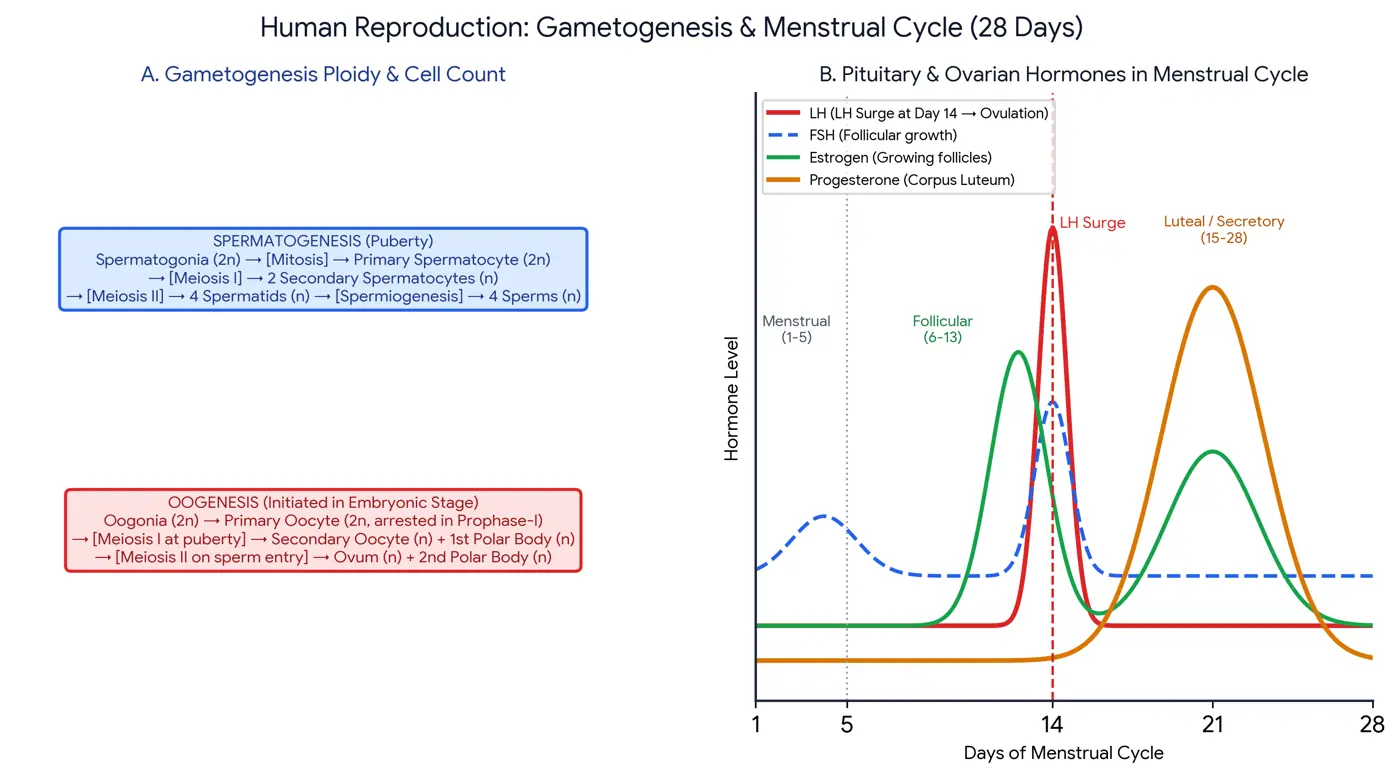 Human Reproduction: Gametogenesis & Menstrual Cycle (28 Days)
A. Gametogenesis Ploidy & Cell Count
SPERMATOGENESIS (Puberty)
Spermatogonia (2n) → [Mitosis] → Primary Spermatocyte (2n)
→ [Meiosis I] → 2 Secondary Spermatocytes (n)
→ [Meiosis II] → 4 Spermatids (n) → [Spermiogenesis] → 4 Sperms (n)
OOGENESIS (Initiated in Embryonic Stage)
Oogonia (2n) → Primary Oocyte (2n, arrested in Prophase-I)
→ [Meiosis I at puberty] → Secondary Oocyte (n) + 1st Polar Body (n)
→ [Meiosis II on sperm entry] → Ovum (n) + 2nd Polar Body (n)
B. Pituitary & Ovarian Hormones in Menstrual Cycle
LH (LH Surge at Day 14 → Ovulation)
FSH (Follicular growth)
Estrogen (Growing follicles)
Progesterone (Corpus Luteum)
LH Surge
Luteal / Secretory
(15-28)
Menstrual
(1-5)
Follicular
(6-13)
Hormone Level
1 5 14 21 28
Days of Menstrual Cycle